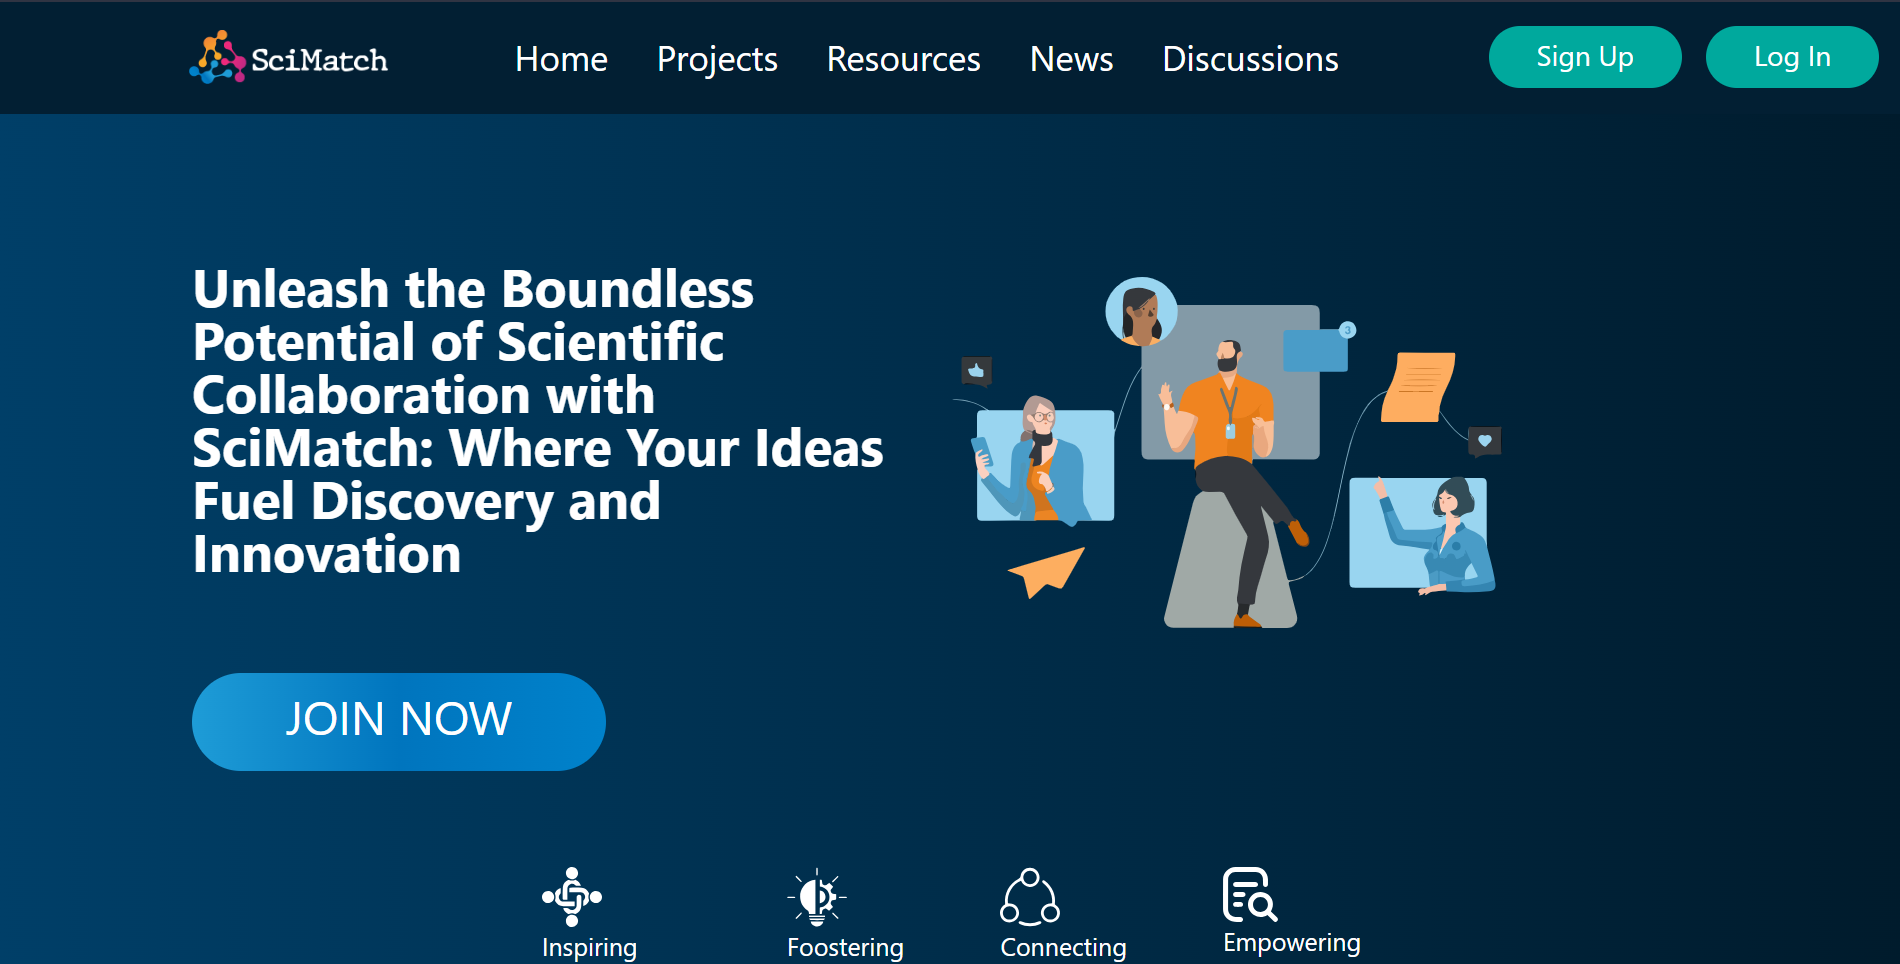 SciMatch
Home Projects Resources News Discussions
Sign Up
Log In
Unleash the Boundless
Potential of Scientific
Collaboration with
SciMatch: Where Your Ideas
Fuel Discovery and
Innovation
3
JOIN NOW
Inspiring
Foostering
Connecting
Empowering